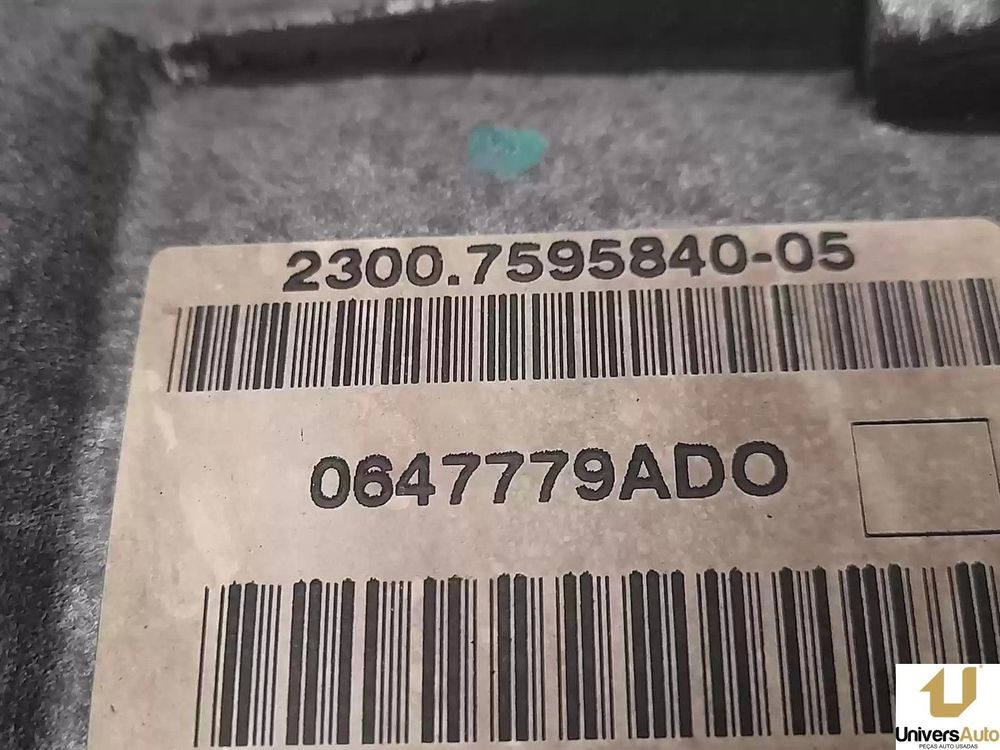 2300.7595840-05
0647779ADO
UniversAuto
PEÇAS AUTO USADAS